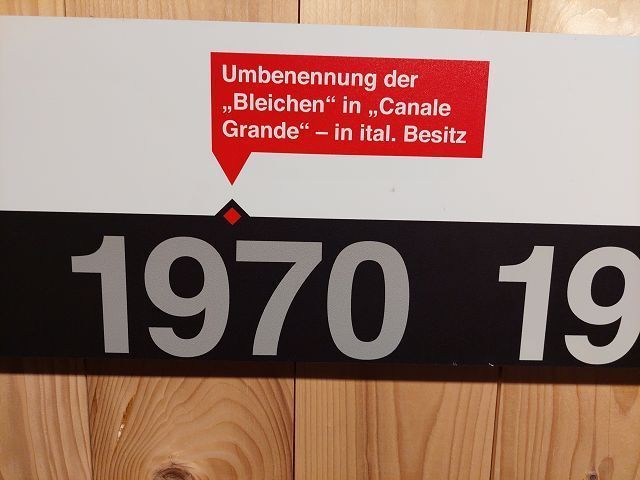 Umbenennung der
„Bleichen“ in „Canale
Grande“ – in ital. Besitz
1970
19